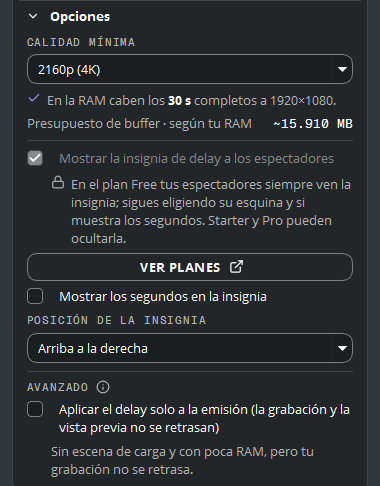 Opciones
CALIDAD MÍNIMA
2160p (4K)
En la RAM caben los 30 s completos a 1920×1080.
Presupuesto de buffer · según tu RAM ~15.910 MB
Mostrar la insignia de delay a los espectadores
En el plan Free tus espectadores siempre ven la
insignia; sigues eligiendo su esquina y si
muestra los segundos. Starter y Pro pueden
ocultarla.
VER PLANES
Mostrar los segundos en la insignia
POSICIÓN DE LA INSIGNIA
Arriba a la derecha
AVANZADO
Aplicar el delay solo a la emisión (la grabación y la
vista previa no se retrasan)
Sin escena de carga y con poca RAM, pero tu
grabación no se retrasa.